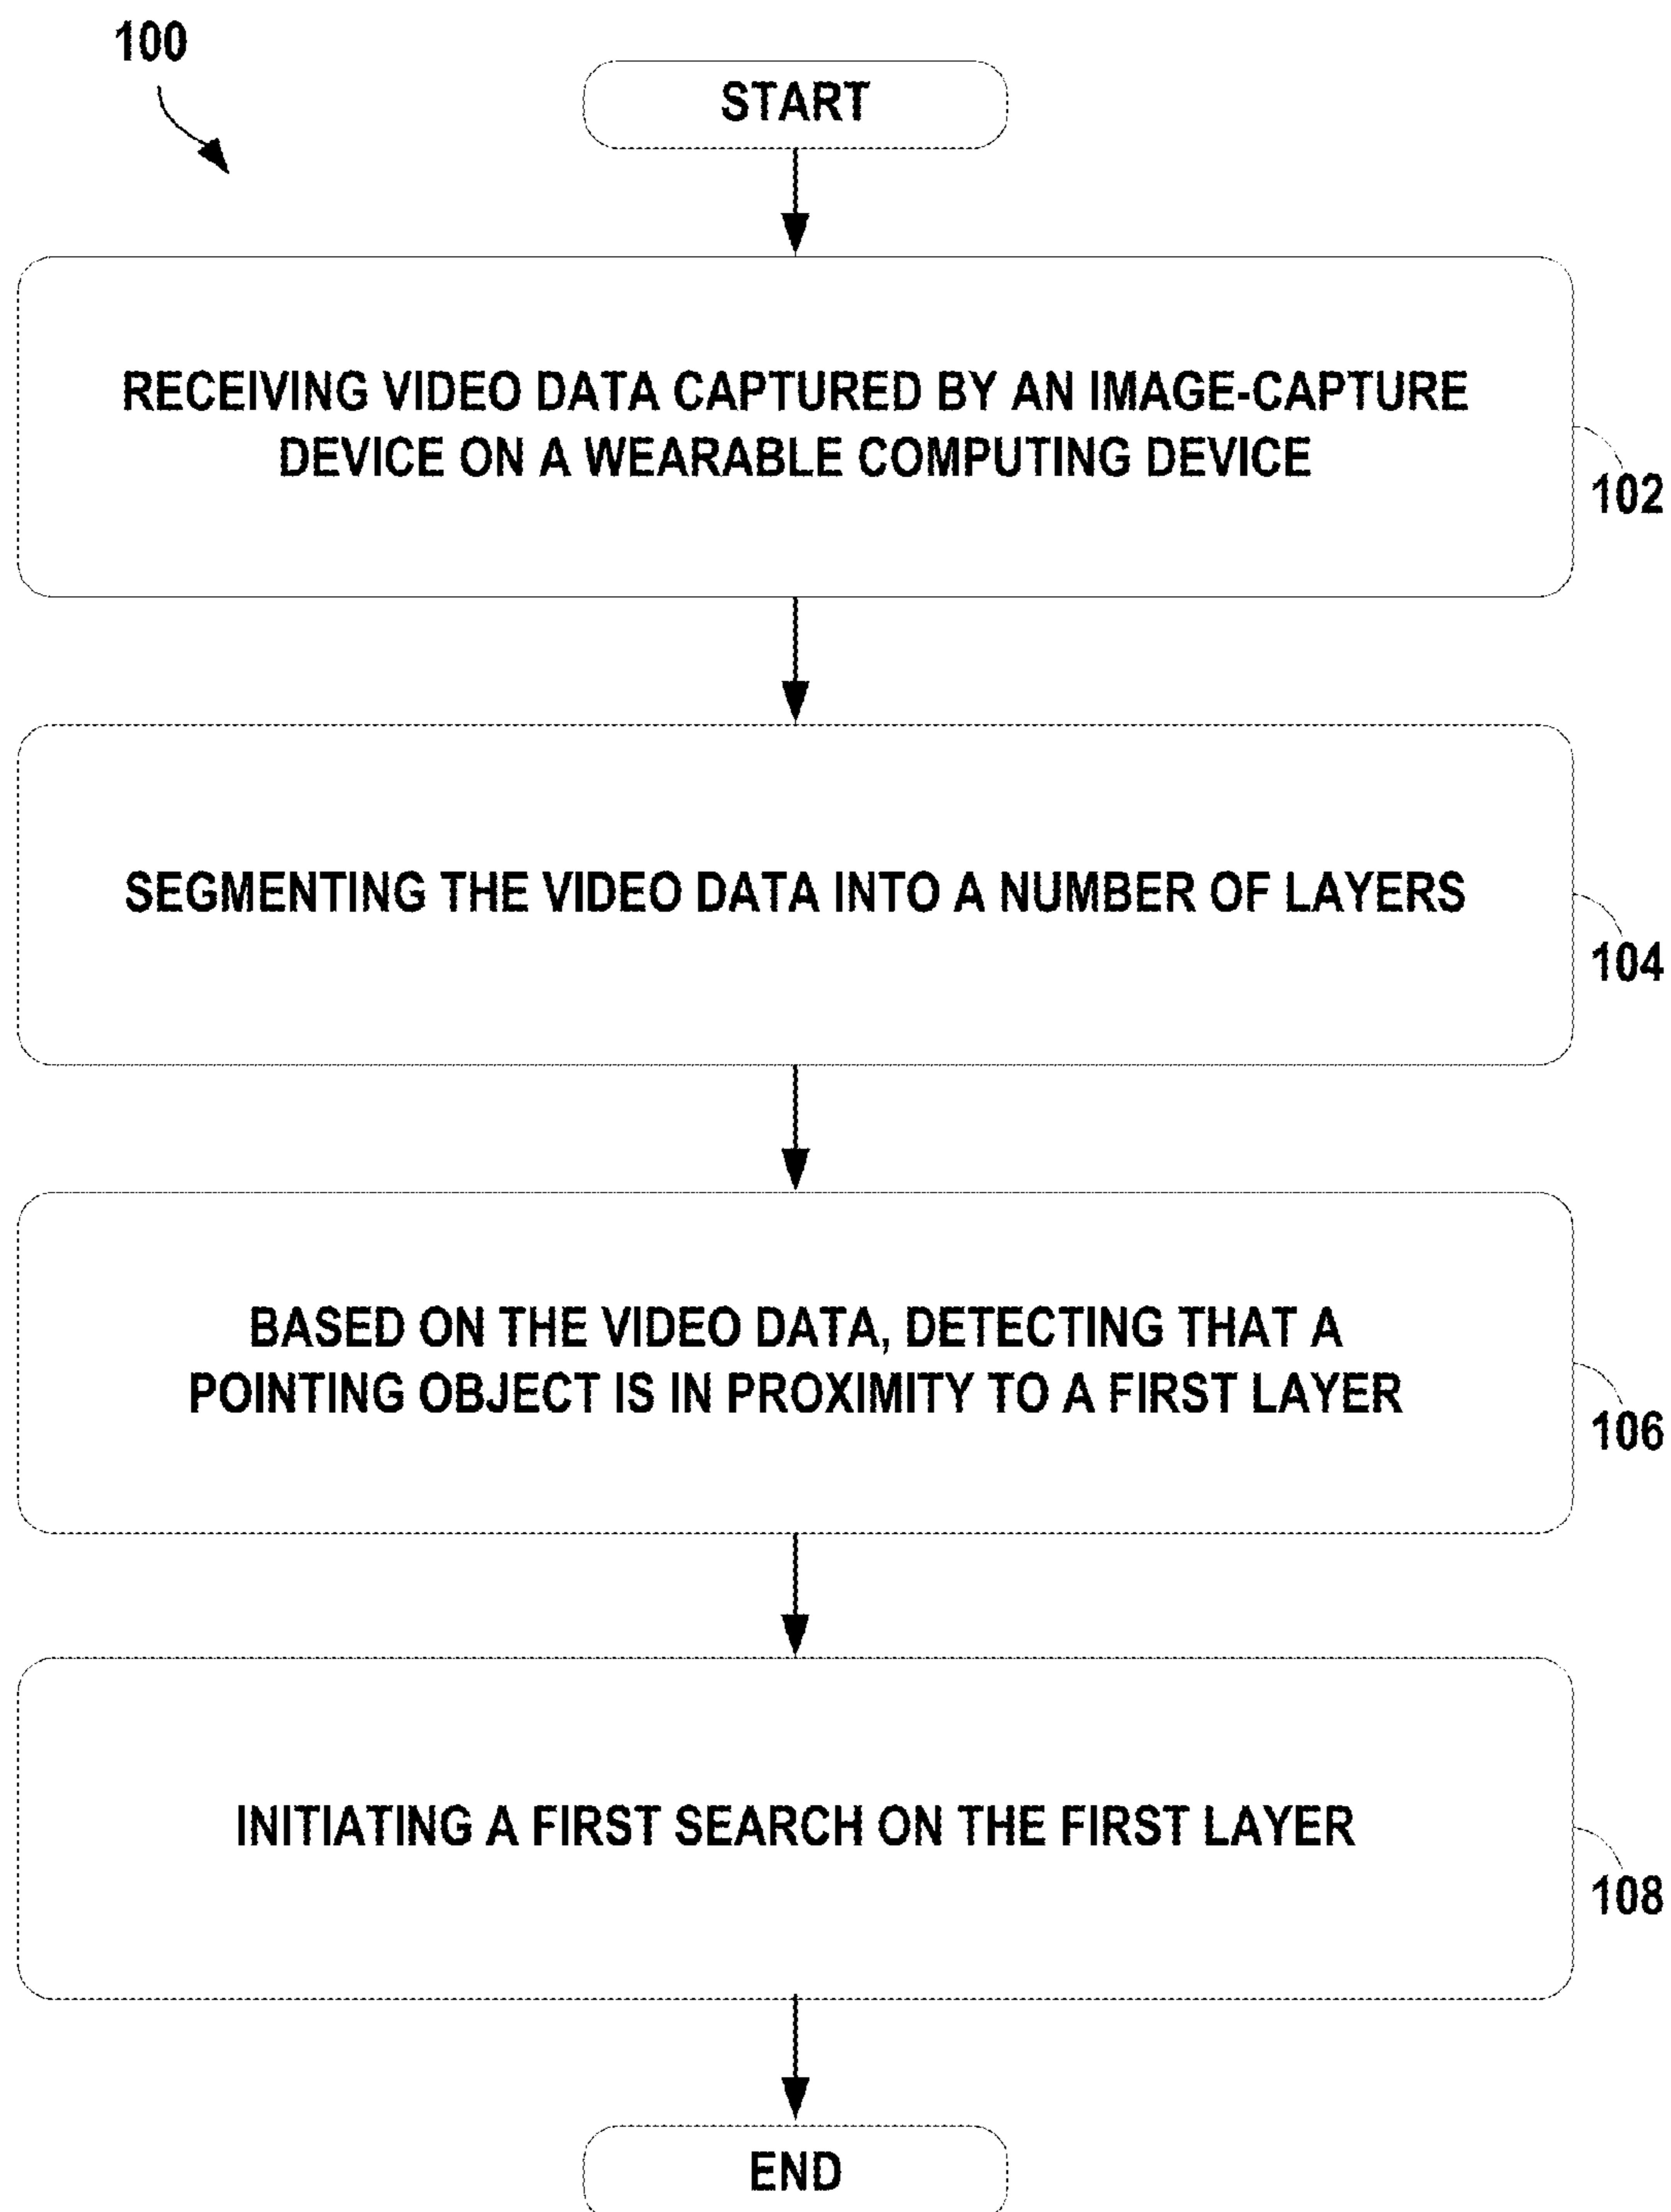 100
START
RECEIVING VIDEO DATA CAPTURED BY AN IMAGE-CAPTURE
DEVICE ON A WEARABLE COMPUTING DEVICE
102
SEGMENTING THE VIDEO DATA INTO A NUMBER OF LAYERS
104
BASED ON THE VIDEO DATA, DETECTING THAT A
POINTING OBJECT IS IN PROXIMITY TO A FIRST LAYER
106
INITIATING A FIRST SEARCH ON THE FIRST LAYER
108
END